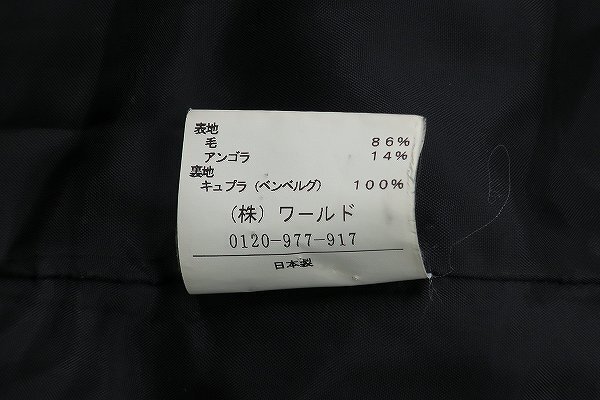 表地
毛 86%
アンゴラ 14%
裏地
キュプラ(ベンベルグ) 100%
(株)ワールド
0120-977-917
日本製